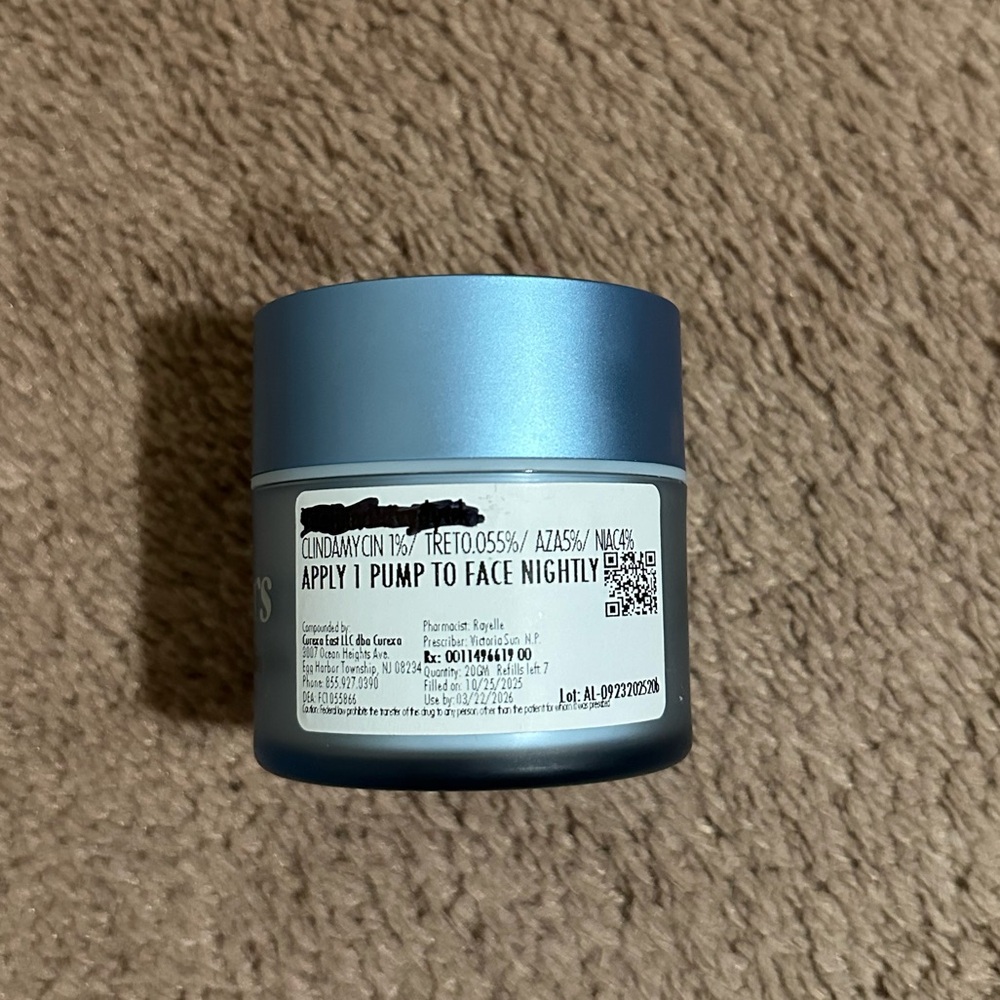 rs
CLINDAMYCIN 1%/ TRETO.055%/ AZA5%/ NIAC4%
APPLY 1 PUMP TO FACE NIGHTLY
Compounded by:
Curexa East LLC dba Curexa
3007 Ocean Heights Ave.
Egg Harbor Township, NJ 08234
Phone: 855.927.0390
DEA: FC1055866
Pharmacist: Rayelle
Prescriber: Victoria Sun N.P.
Rx: 0011496619 00
Quantity: 20GM Refills left 7
Filled on: 10/25/2025
Use by: 03/22/2026
Lot: AL-09232025206
Caution: Federal law prohibits the transfer of this drug to any person other than the patient for whom it was prescribed